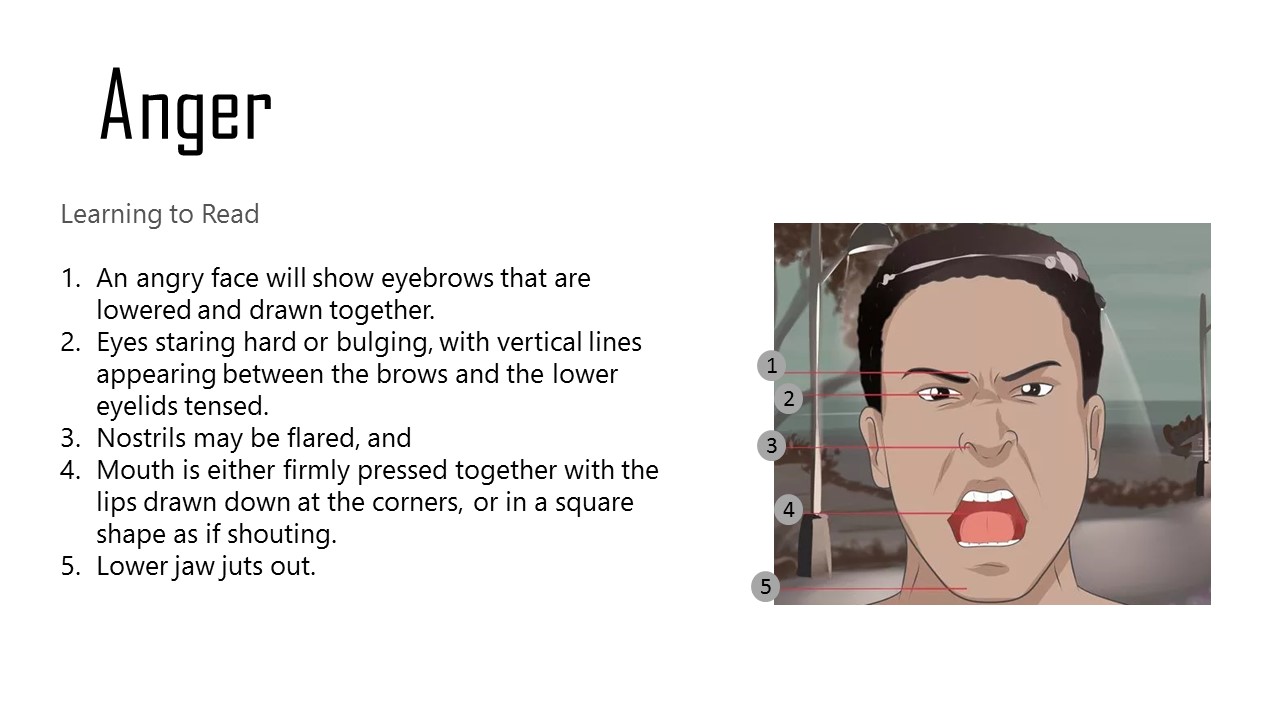 Anger
Learning to Read
1. An angry face will show eyebrows that are
lowered and drawn together.
2. Eyes staring hard or bulging, with vertical lines
appearing between the brows and the lower
eyelids tensed.
3. Nostrils may be flared, and
4. Mouth is either firmly pressed together with the
lips drawn down at the corners, or in a square
shape as if shouting.
5. Lower jaw juts out.
1
2
3
4
5